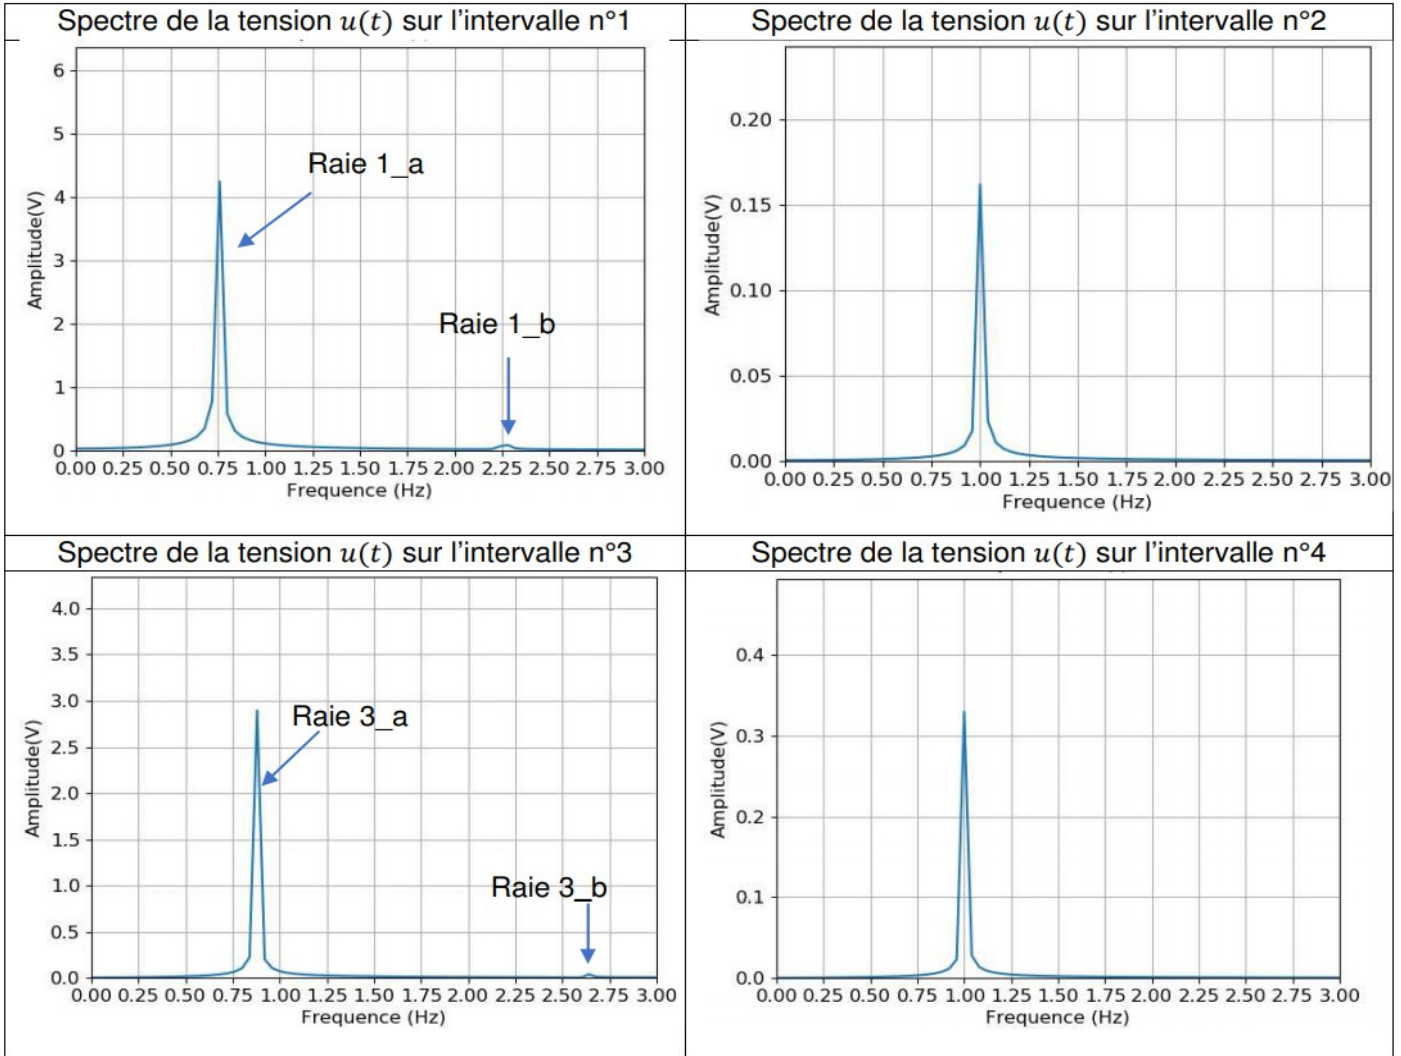 Spectre de la tension u(t) sur l’intervalle n°1
6
5
4
3
2
1
0
Amplitude(V)
Raie 1_a
Raie 1_b
0.00 0.25 0.50 0.75 1.00 1.25 1.50 1.75 2.00 2.25 2.50 2.75 3.00
Frequence (Hz)
Spectre de la tension u(t) sur l’intervalle n°2
0.20
0.15
0.10
0.05
0.00
Amplitude(V)
0.00 0.25 0.50 0.75 1.00 1.25 1.50 1.75 2.00 2.25 2.50 2.75 3.00
Frequence (Hz)
Spectre de la tension u(t) sur l’intervalle n°3
4.0
3.5
3.0
2.5
2.0
1.5
1.0
0.5
0.0
Amplitude(V)
Raie 3_a
Raie 3_b
0.00 0.25 0.50 0.75 1.00 1.25 1.50 1.75 2.00 2.25 2.50 2.75 3.00
Frequence (Hz)
Spectre de la tension u(t) sur l’intervalle n°4
0.4
0.3
0.2
0.1
0.0
Amplitude(V)
0.00 0.25 0.50 0.75 1.00 1.25 1.50 1.75 2.00 2.25 2.50 2.75 3.00
Frequence (Hz)